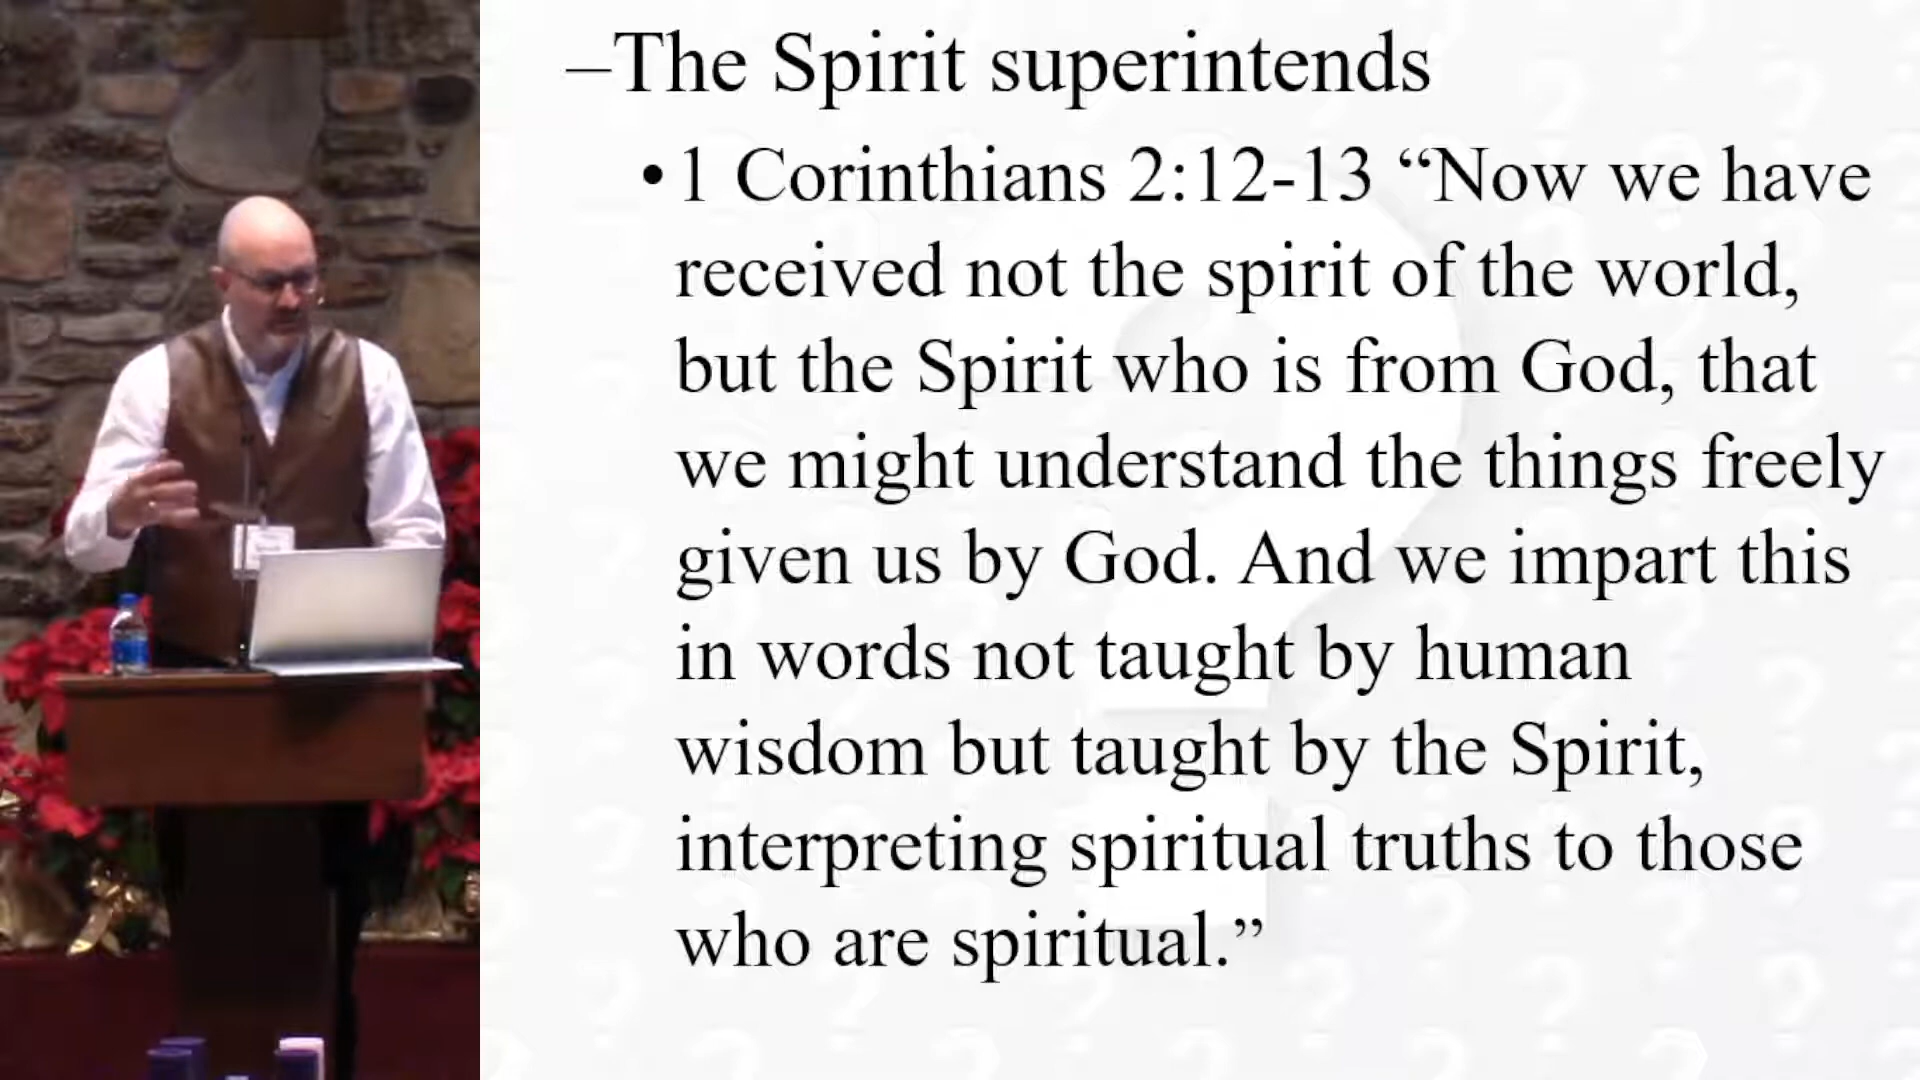 –The Spirit superintends
•1 Corinthians 2:12-13 “Now we have
received not the spirit of the world,
but the Spirit who is from God, that
we might understand the things freely
given us by God. And we impart this
in words not taught by human
wisdom but taught by the Spirit,
interpreting spiritual truths to those
who are spiritual.”